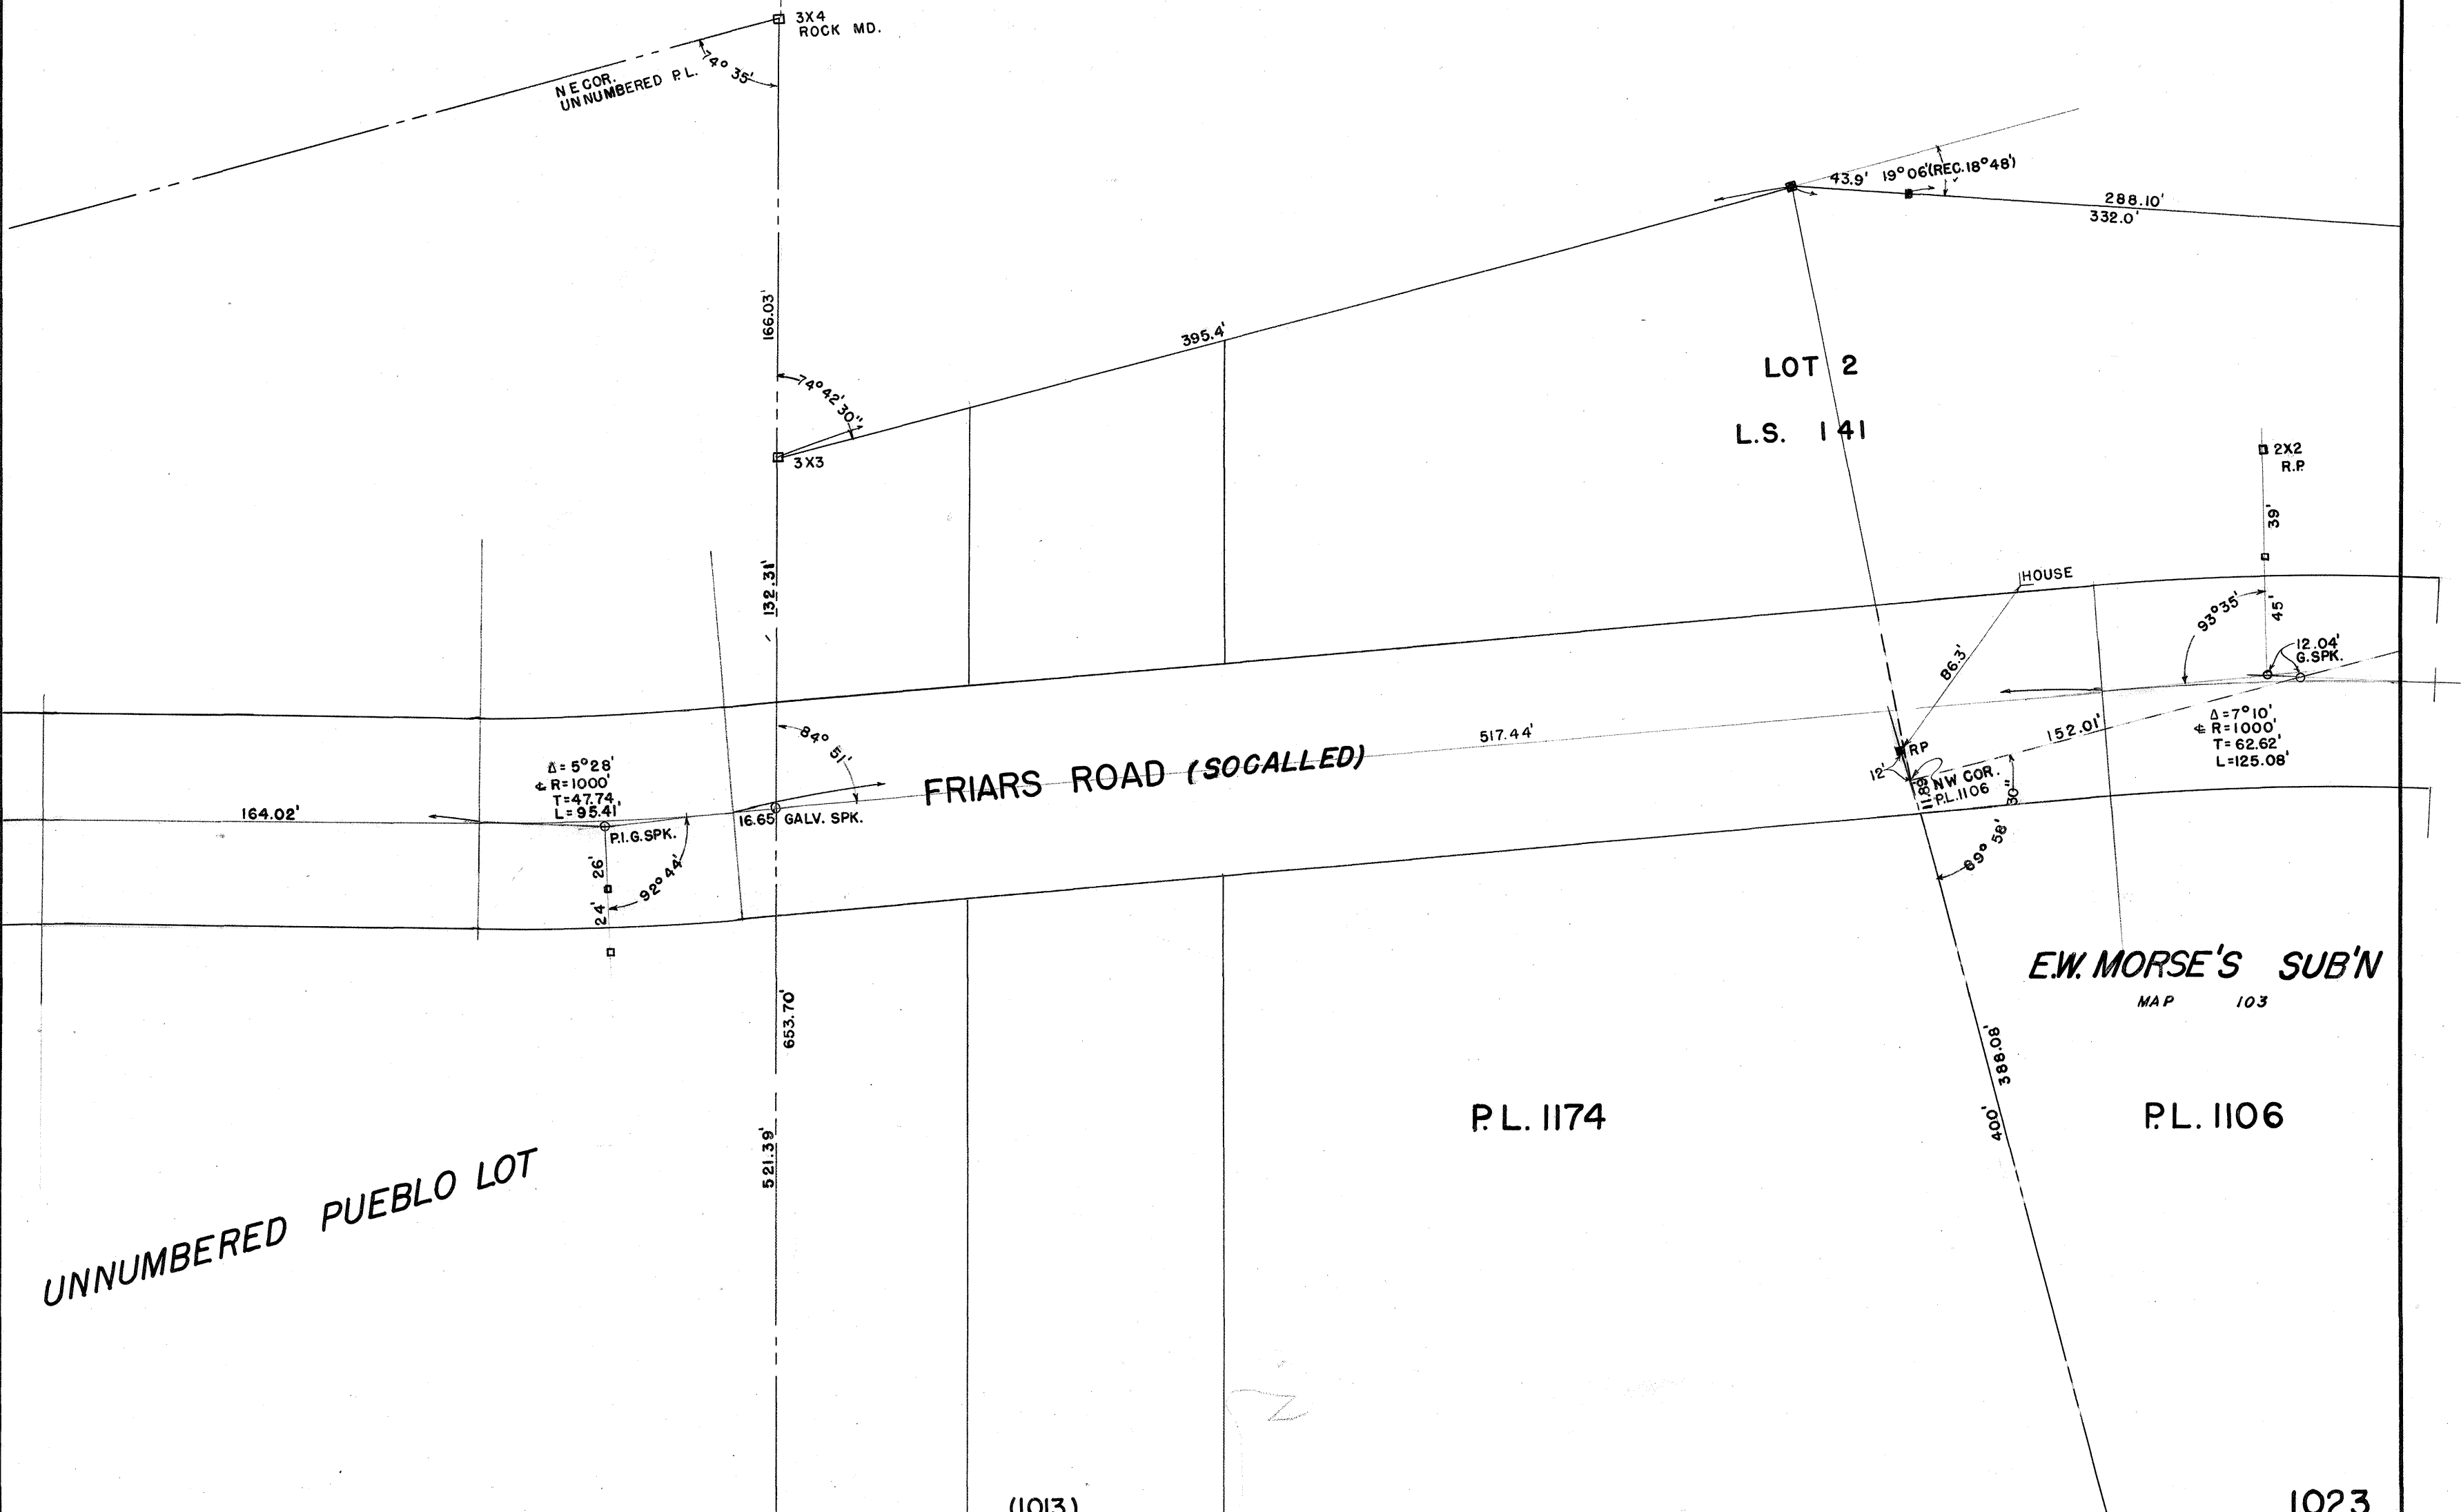 3X4
ROCK MD.
74° 35'
N E COR.
UNNUMBERED P.L.
43.9' 19°06'(REC.18°48')
288.10'
332.0'
166.03'
395.4'
74°42'30"
3X3
LOT 2
L.S. 141
2X2
R.P.
39'
132.31'
HOUSE
93°35'
45'
12.04'
G.SPK.
86.3'
84° 51'
517.44'
152.01'
Δ=7°10'
℄ R=1000'
T=62.62'
L=125.08'
RP
12'
NW COR.
P.L.1106
11.89'
89° 58' 30"
FRIARS ROAD (SOCALLED)
Δ=5°28'
℄ R=1000'
T=47.74'
L=95.41'
164.02'
P.I.G.SPK.
16.65' GALV. SPK.
26'
92°44'
24'
E.W. MORSE'S SUB'N
MAP 103
653.70'
388.08'
400'
P.L. 1174
P.L. 1106
521.39'
UNNUMBERED PUEBLO LOT
(1013)
1023